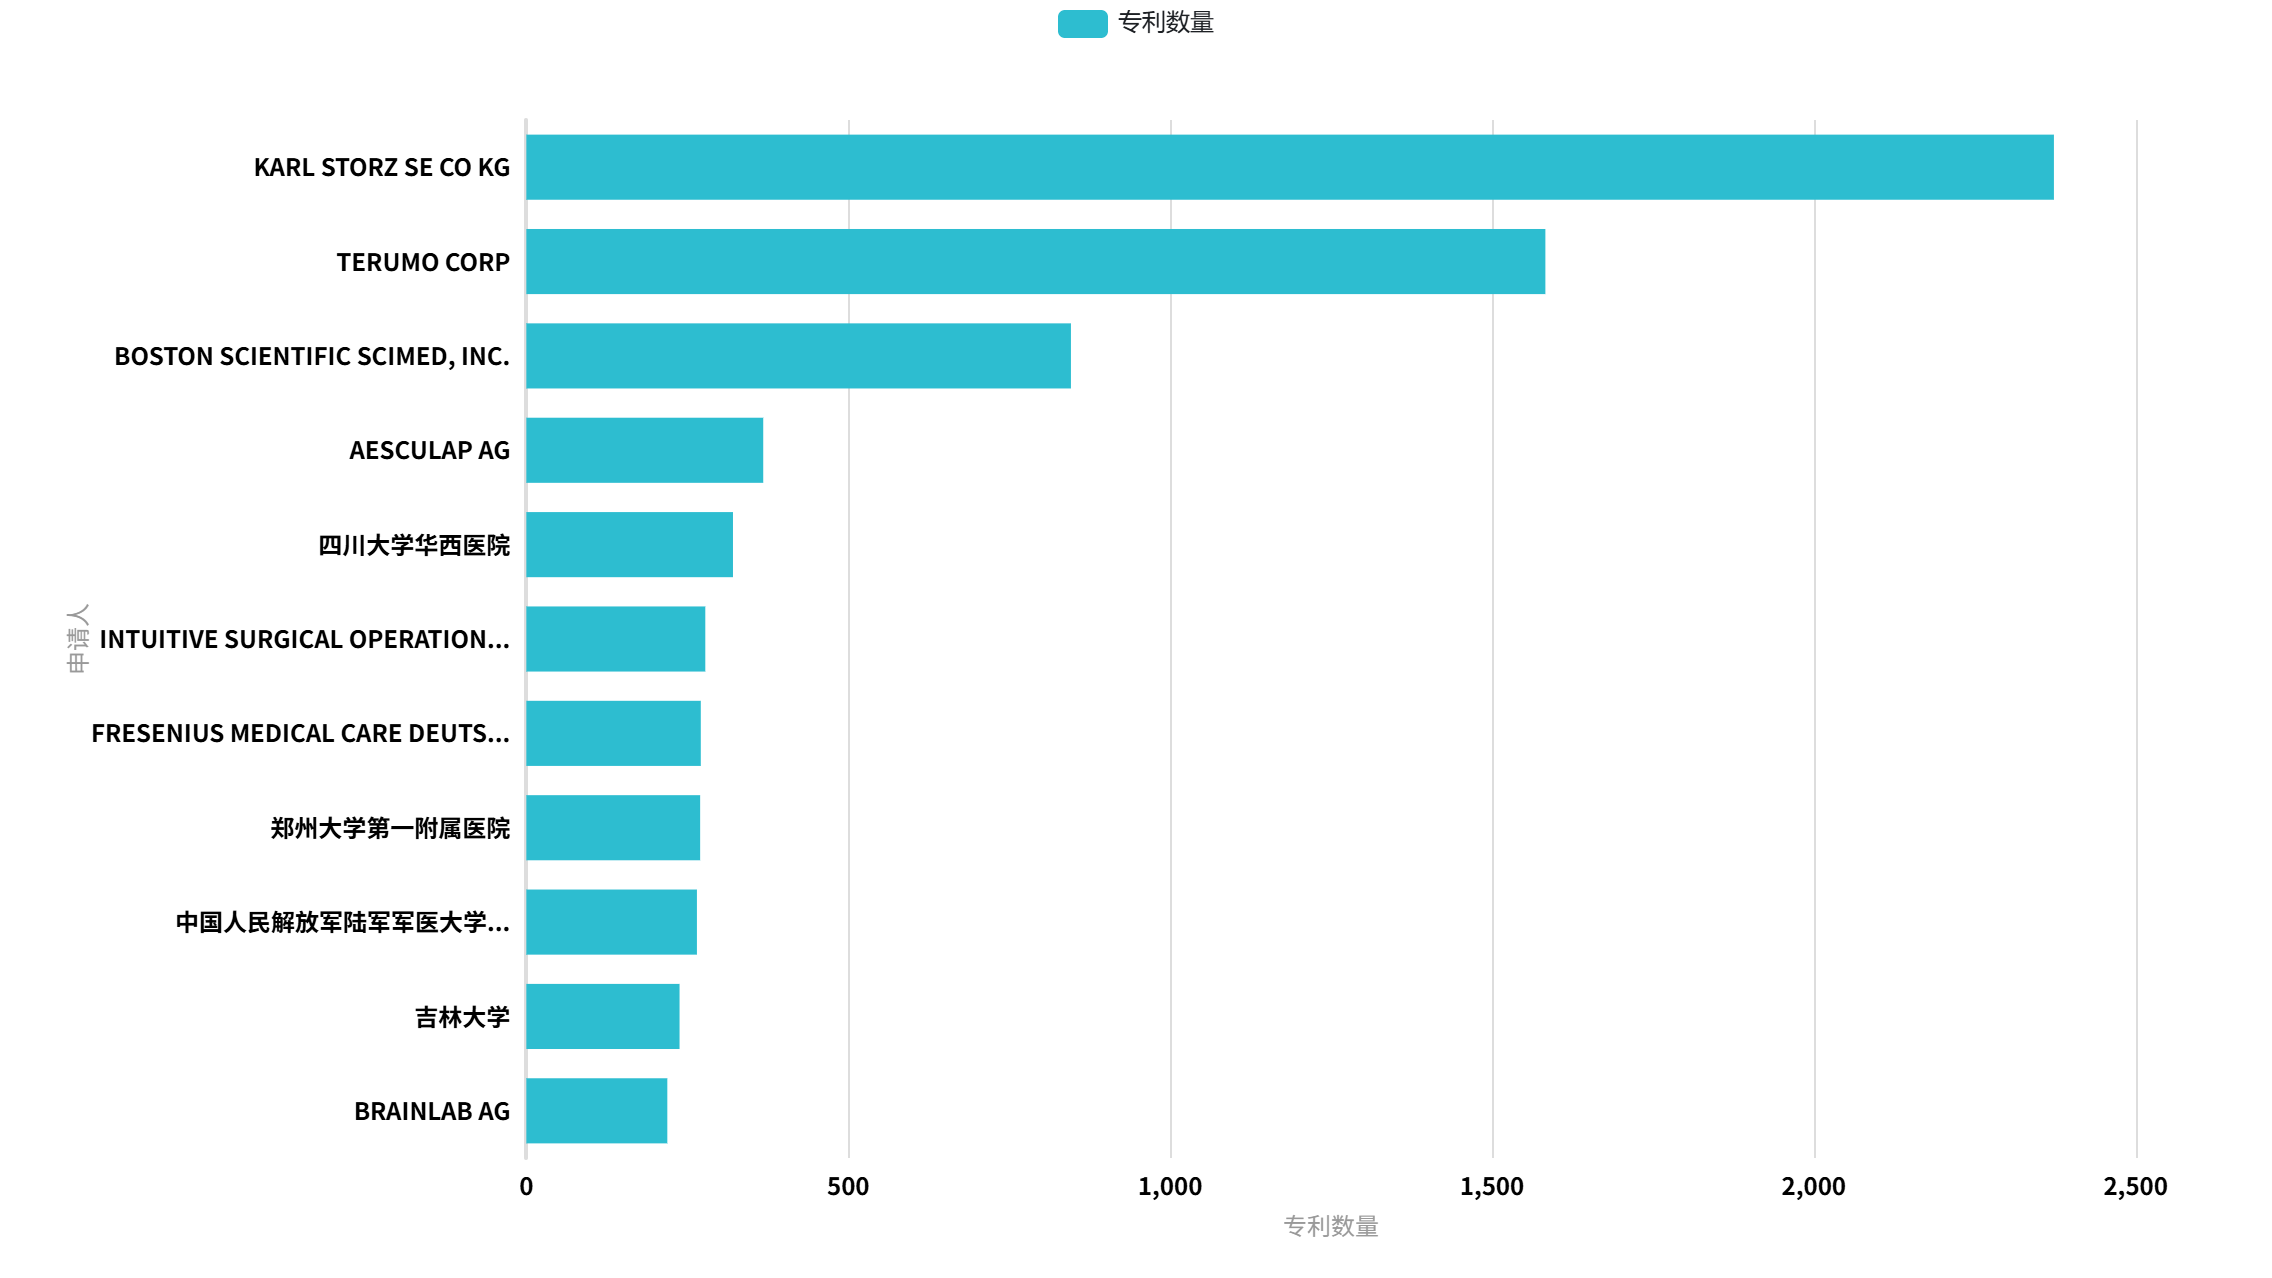 专利数量
KARL STORZ SE CO KG
TERUMO CORP
BOSTON SCIENTIFIC SCIMED, INC.
AESCULAP AG
四川大学华西医院
INTUITIVE SURGICAL OPERATION...
FRESENIUS MEDICAL CARE DEUTS...
郑州大学第一附属医院
中国人民解放军陆军军医大学...
吉林大学
BRAINLAB AG
申请人
0 500 1,000 1,500 2,000 2,500
专利数量